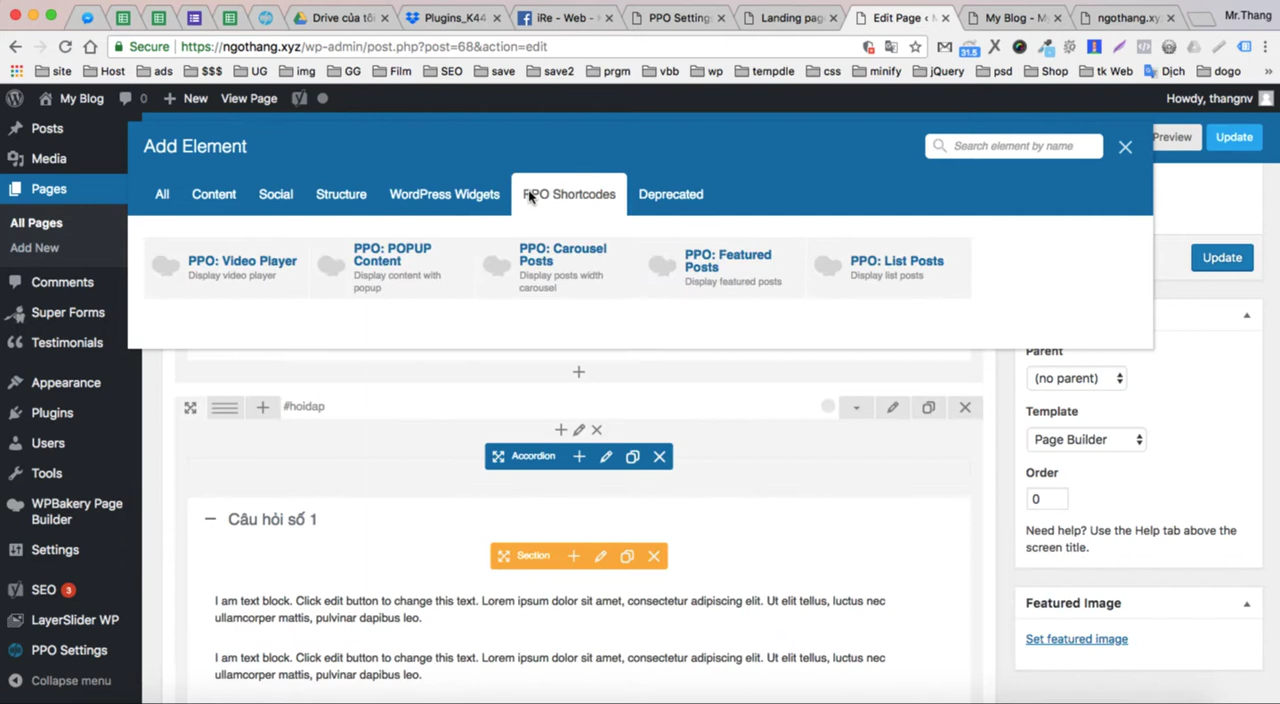 Drive của tôi
Plugins_K44
iRe - Web -
PPO Setting
Landing page
Edit Page ‹ M
My Blog - My
ngothang.xyz
Mr.Thang
Secure | https://ngothang.xyz/wp-admin/post.php?post=68&action=edit
31.5
site
Host
ads
$$$
UG
img
GG
Film
SEO
save
save2
prgm
vbb
wp
tempdle
css
minify
jQuery
psd
Shop
tk Web
Dịch
dogo
»
My Blog
0
New
View Page
Howdy, thangnv
Posts
Media
Pages
All Pages
Add New
Comments
Super Forms
Testimonials
Appearance
Plugins
Users
Tools
WPBakery Page
Builder
Settings
SEO 3
LayerSlider WP
PPO Settings
Collapse menu
Add Element
Search element by name
Preview
Update
All
Content
Social
Structure
WordPress Widgets
PPO Shortcodes
Deprecated
PPO: Video Player
Display video player
PPO: POPUP
Content
Display content with
popup
PPO: Carousel
Posts
Display posts width
carousel
PPO: Featured
Posts
Display featured posts
PPO: List Posts
Display list posts
Update
#hoidap
Accordion
Câu hỏi số 1
Section
I am text block. Click edit button to change this text. Lorem ipsum dolor sit amet, consectetur adipiscing elit. Ut elit tellus, luctus nec
ullamcorper mattis, pulvinar dapibus leo.
I am text block. Click edit button to change this text. Lorem ipsum dolor sit amet, consectetur adipiscing elit. Ut elit tellus, luctus nec
ullamcorper mattis, pulvinar dapibus leo.
Parent
(no parent)
Template
Page Builder
Order
0
Need help? Use the Help tab above the
screen title.
Featured Image
Set featured image